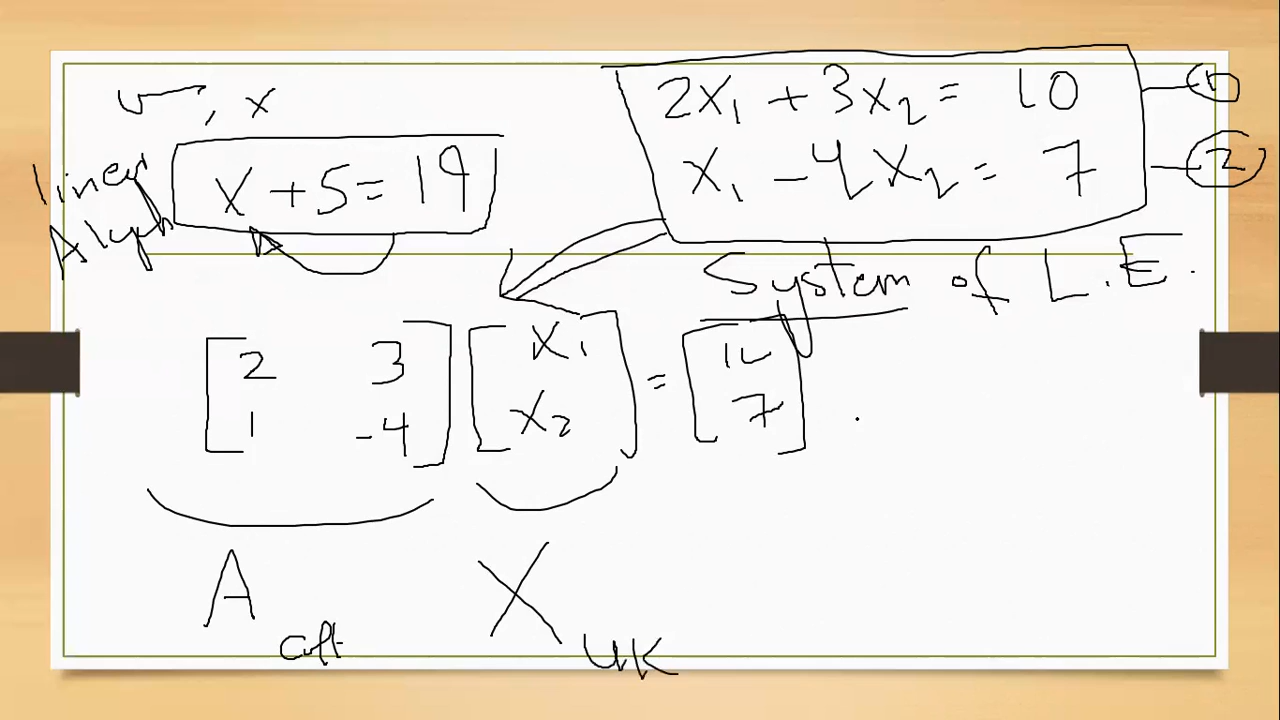 , x
x + 5 = 19
linear
2x₁ + 3x₂ = 10 1
x₁ - 4x₂ = 7 2
System of L.E.
[2 3; 1 -4] [x₁; x₂] = [10; 7]
A X
UK